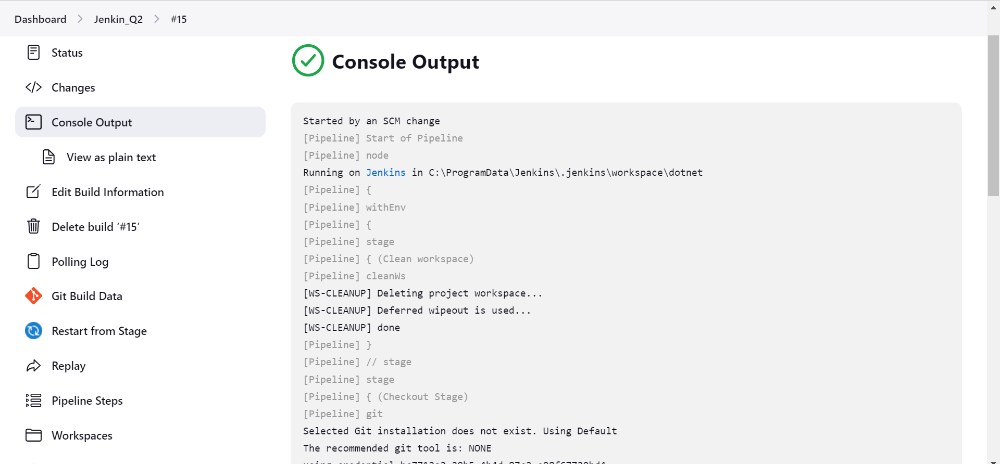 Dashboard > Jenkin_Q2 > #15
Status
Changes
Console Output
View as plain text
Edit Build Information
Delete build ‘#15’
Polling Log
Git Build Data
Restart from Stage
Replay
Pipeline Steps
Workspaces
Console Output
Started by an SCM change
[Pipeline] Start of Pipeline
[Pipeline] node
Running on Jenkins in C:\ProgramData\Jenkins\.jenkins\workspace\dotnet
[Pipeline] {
[Pipeline] withEnv
[Pipeline] {
[Pipeline] stage
[Pipeline] { (Clean workspace)
[Pipeline] cleanWs
[WS-CLEANUP] Deleting project workspace...
[WS-CLEANUP] Deferred wipeout is used...
[WS-CLEANUP] done
[Pipeline] }
[Pipeline] // stage
[Pipeline] stage
[Pipeline] { (Checkout Stage)
[Pipeline] git
Selected Git installation does not exist. Using Default
The recommended git tool is: NONE
using credential